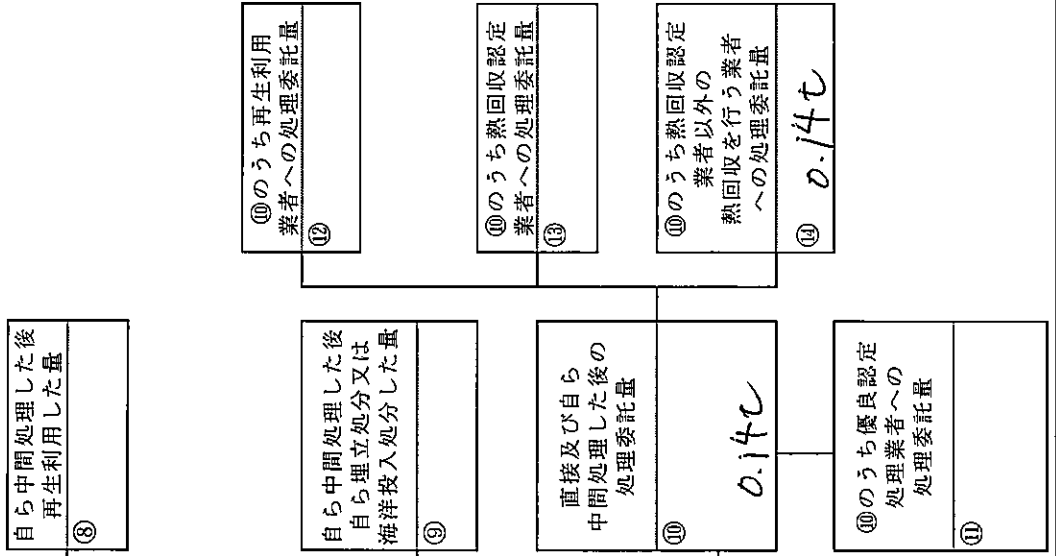 自ら中間処理した後
再生利用した量
⑧
自ら中間処理した後
自ら埋立処分又は
海洋投入処分した量
⑨
直接及び自ら
中間処理した後の
処理委託量
⑩
0.14t
⑩のうち優良認定
処理業者への
処理委託量
⑪
⑩のうち再生利用
業者への処理委託量
⑫
⑩のうち熱回収認定
業者への処理委託量
⑬
⑩のうち熱回収認定
業者以外の
熱回収を行う業者
への処理委託量
⑭
0.14t